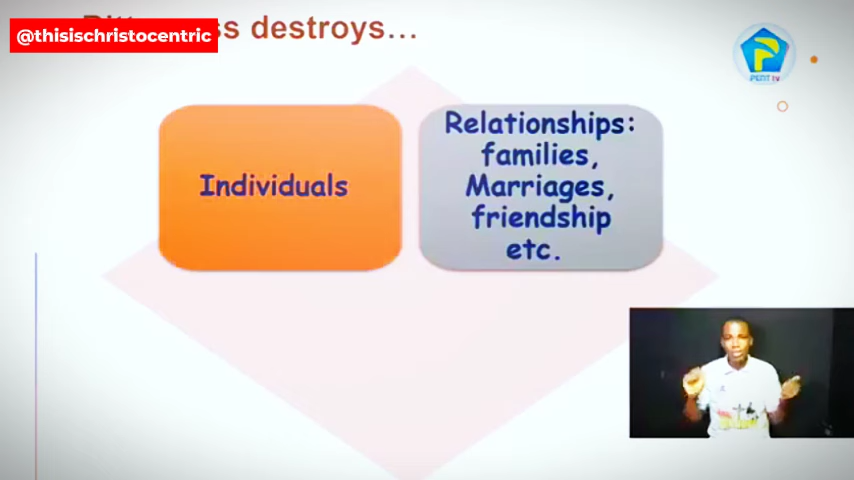 @thisischristocentric
destroys...
PENT tv
Individuals
Relationships:
families,
Marriages,
friendship
etc.